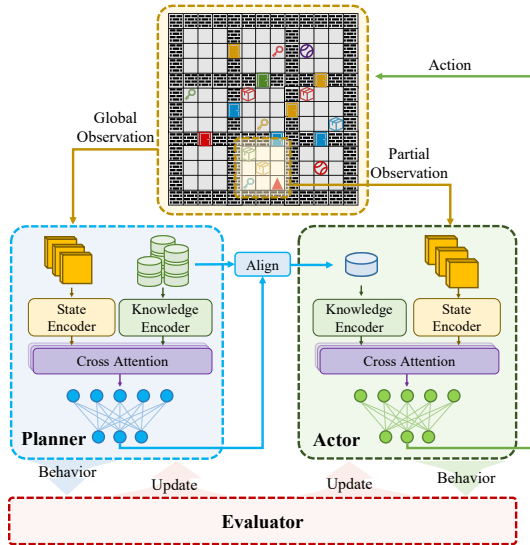 Action
Global
Observation
Partial
Observation
Align
State
Encoder
Knowledge
Encoder
Knowledge
Encoder
State
Encoder
Cross Attention
Cross Attention
Planner
Actor
Behavior
Update
Update
Behavior
Evaluator